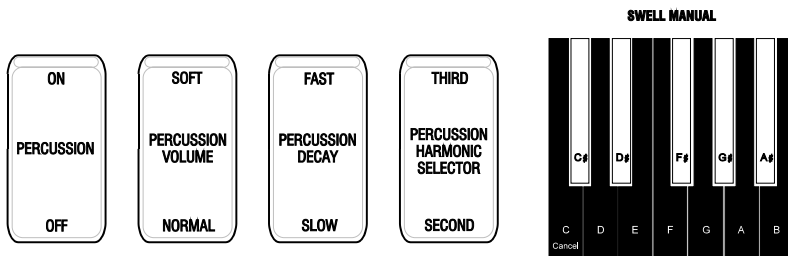 SWELL MANUAL
ON
PERCUSSION
OFF
SOFT
PERCUSSION
VOLUME
NORMAL
FAST
PERCUSSION
DECAY
SLOW
THIRD
PERCUSSION
HARMONIC
SELECTOR
SECOND
C♯ D♯ F♯ G♯ A♯
C D E F G A B
Cancel